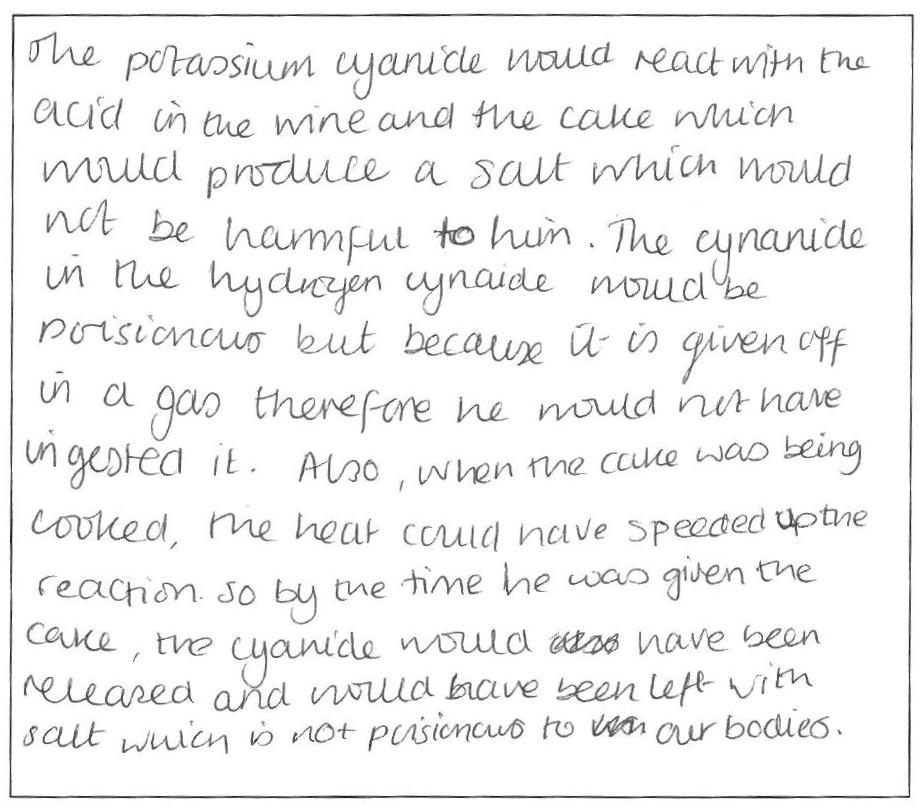 The potassium cyanide would react with the
acid in the wine and the cake which
would produce a salt which would
not be harmful to him. The cynanide
in the hydrogen cynaide would be
poisionous but because it is given off
in a gas therefore he would not have
ingested it. Also, when the cake was being
cooked, the heat could have speeded up the
reaction. So by the time he was given the
cake, the cyanide would have been
released and would have been left with
salt which is not poisionous to our bodies.